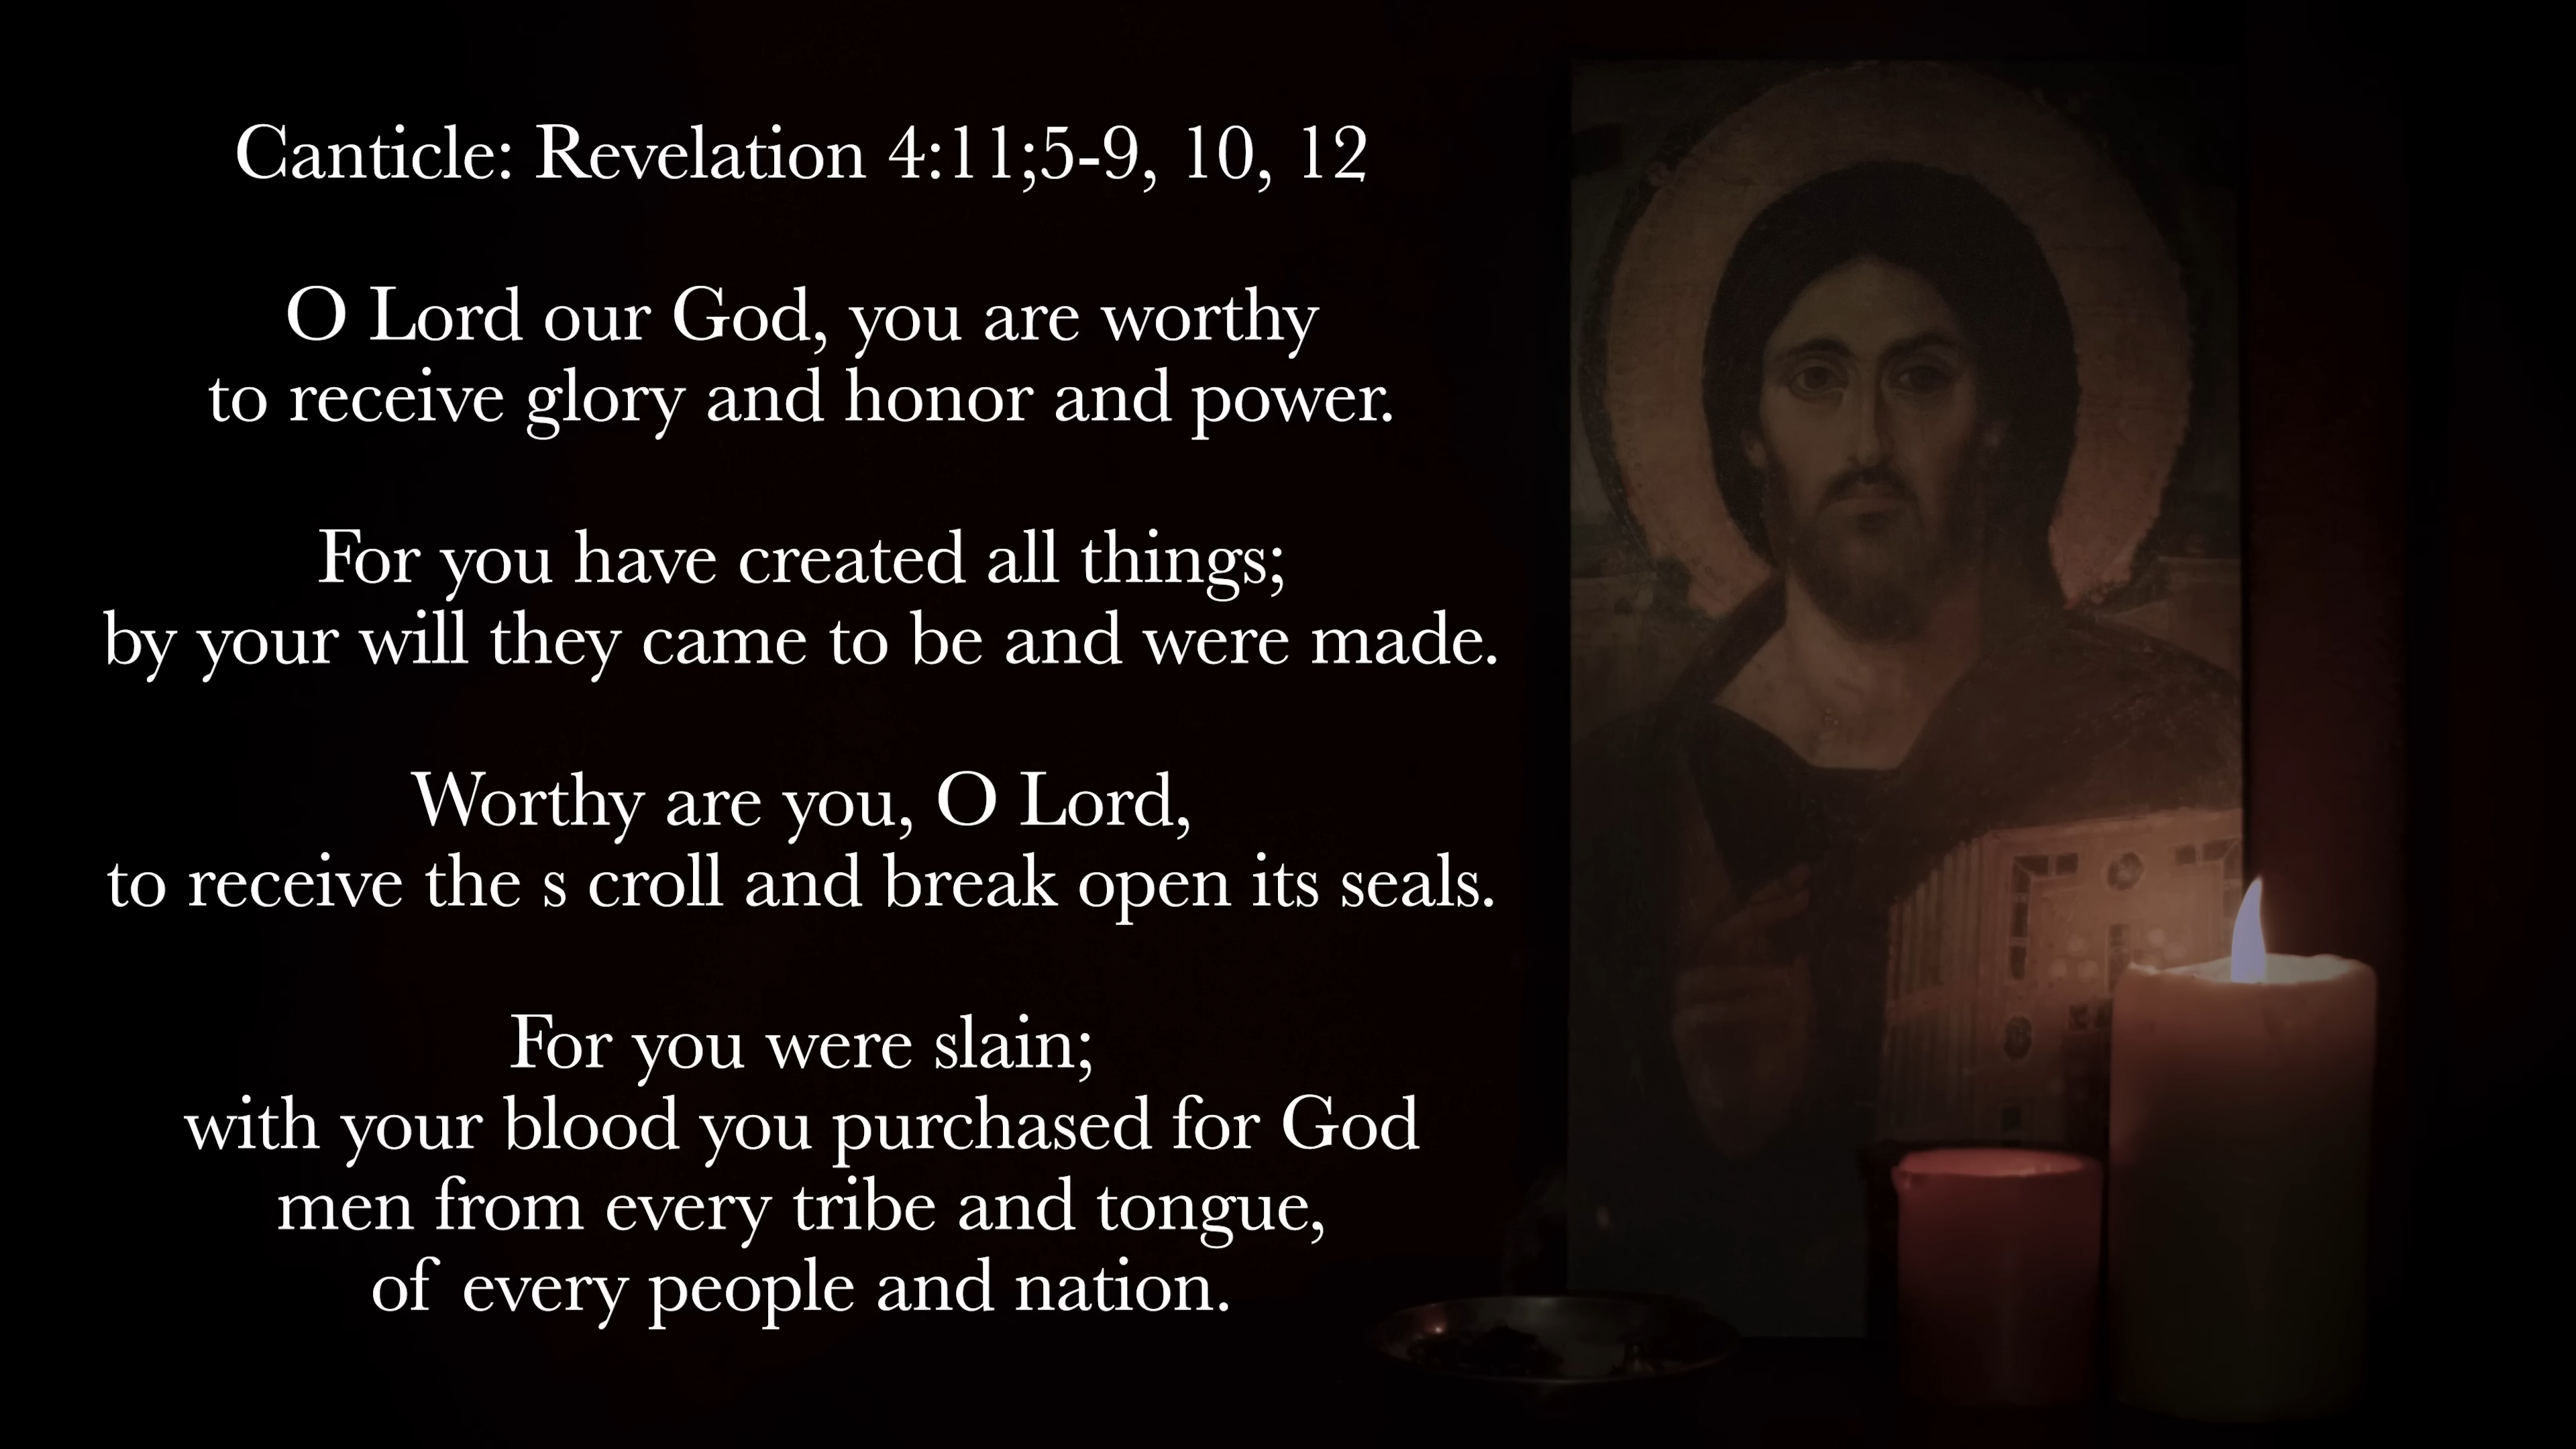 Canticle: Revelation 4:11;5-9, 10, 12
O Lord our God, you are worthy
to receive glory and honor and power.
For you have created all things;
by your will they came to be and were made.
Worthy are you, O Lord,
to receive the s croll and break open its seals.
For you were slain;
with your blood you purchased for God
men from every tribe and tongue,
of every people and nation.